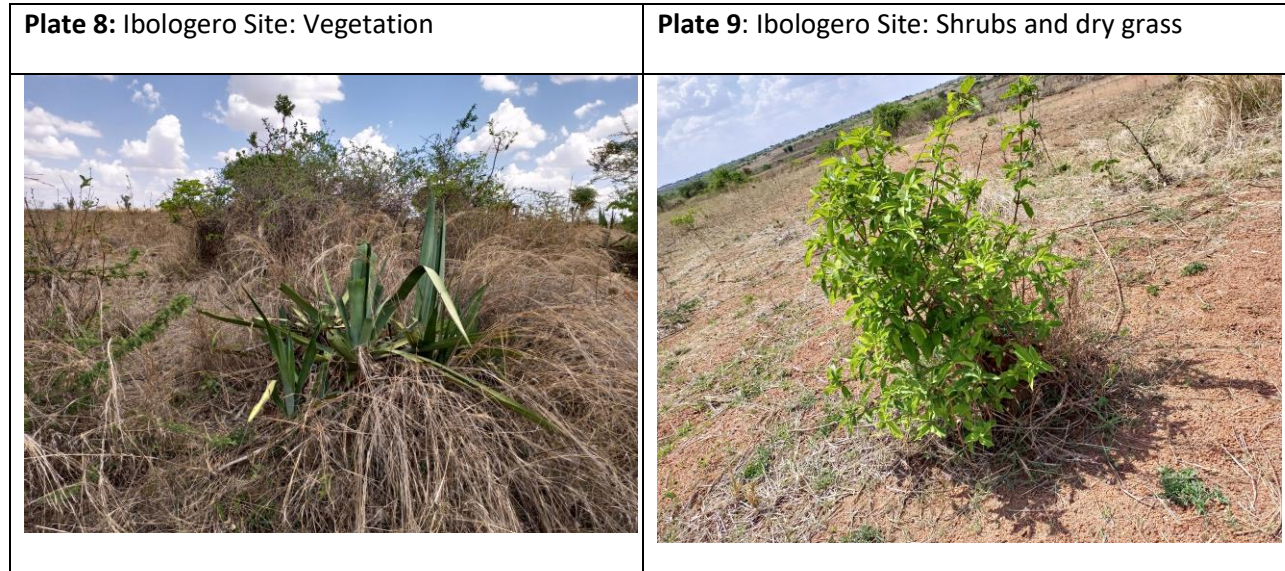 Plate 8: Ibologero Site: Vegetation
Plate 9: Ibologero Site: Shrubs and dry grass